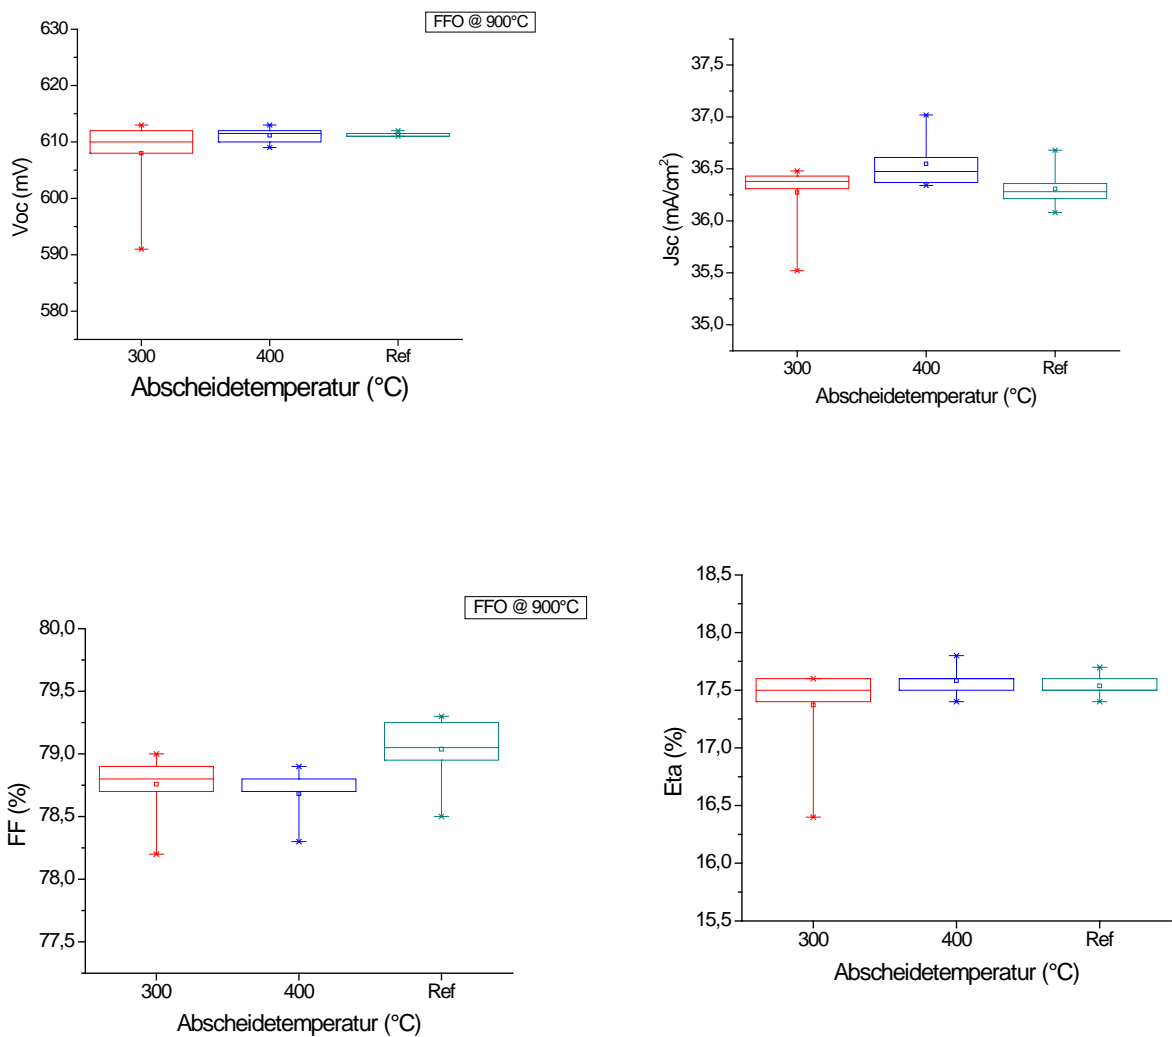 FFO @ 900°C
630
620
610
600
590
580
Voc (mV)
300 400 Ref
Abscheidetemperatur (°C)
37,5
37,0
36,5
36,0
35,5
35,0
Jsc (mA/cm²)
300 400 Ref
Abscheidetemperatur (°C)
FFO @ 900°C
80,0
79,5
79,0
78,5
78,0
77,5
FF (%)
300 400 Ref
Abscheidetemperatur (°C)
18,5
18,0
17,5
17,0
16,5
16,0
15,5
Eta (%)
300 400 Ref
Abscheidetemperatur (°C)